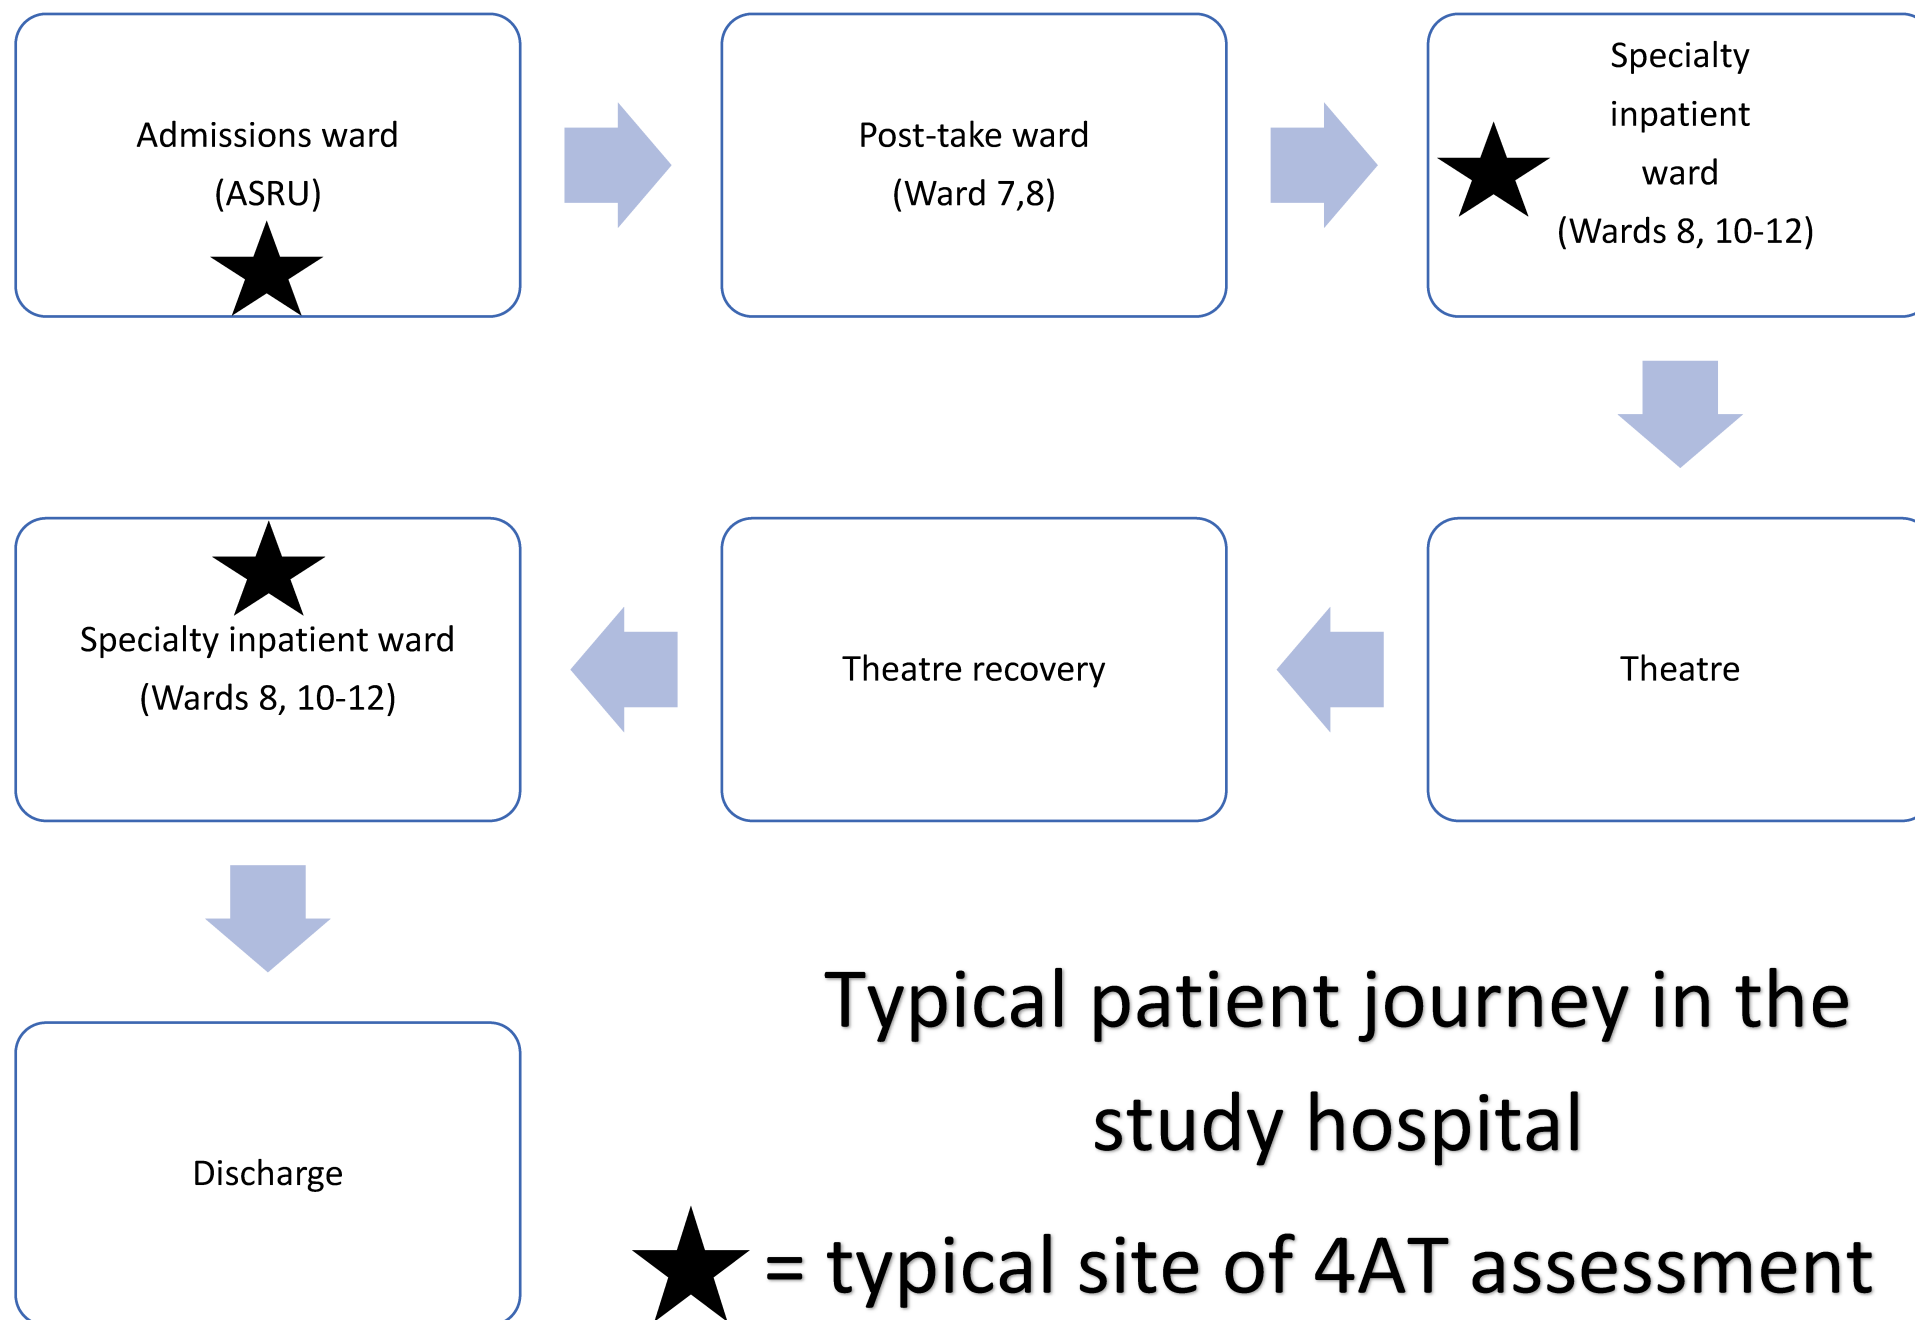 Admissions ward
(ASRU)
Post-take ward
(Ward 7,8)
Specialty
inpatient
ward
(Wards 8, 10-12)
Theatre
Theatre recovery
Specialty inpatient ward
(Wards 8, 10-12)
Discharge
Typical patient journey in the
study hospital
= typical site of 4AT assessment